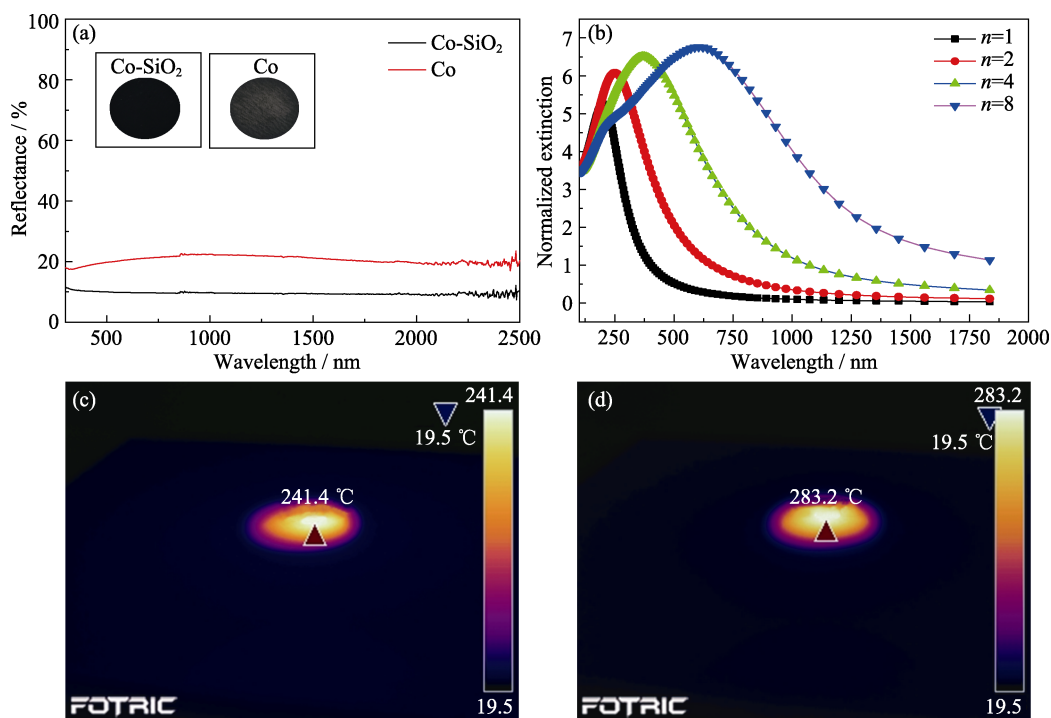 (a)
Co-SiO₂
Co
Co-SiO₂ Co
100
80
60
40
20
0
Reflectance / %
500 1000 1500 2000 2500
Wavelength / nm
(b)
n=1
n=2
n=4
n=8
7
6
5
4
3
2
1
0
Normalized extinction
250 500 750 1000 1250 1500 1750 2000
Wavelength / nm
(c)
241.4
19.5 ℃
241.4 ℃
FOTRIC
19.5
(d)
283.2
19.5 ℃
283.2 ℃
FOTRIC
19.5